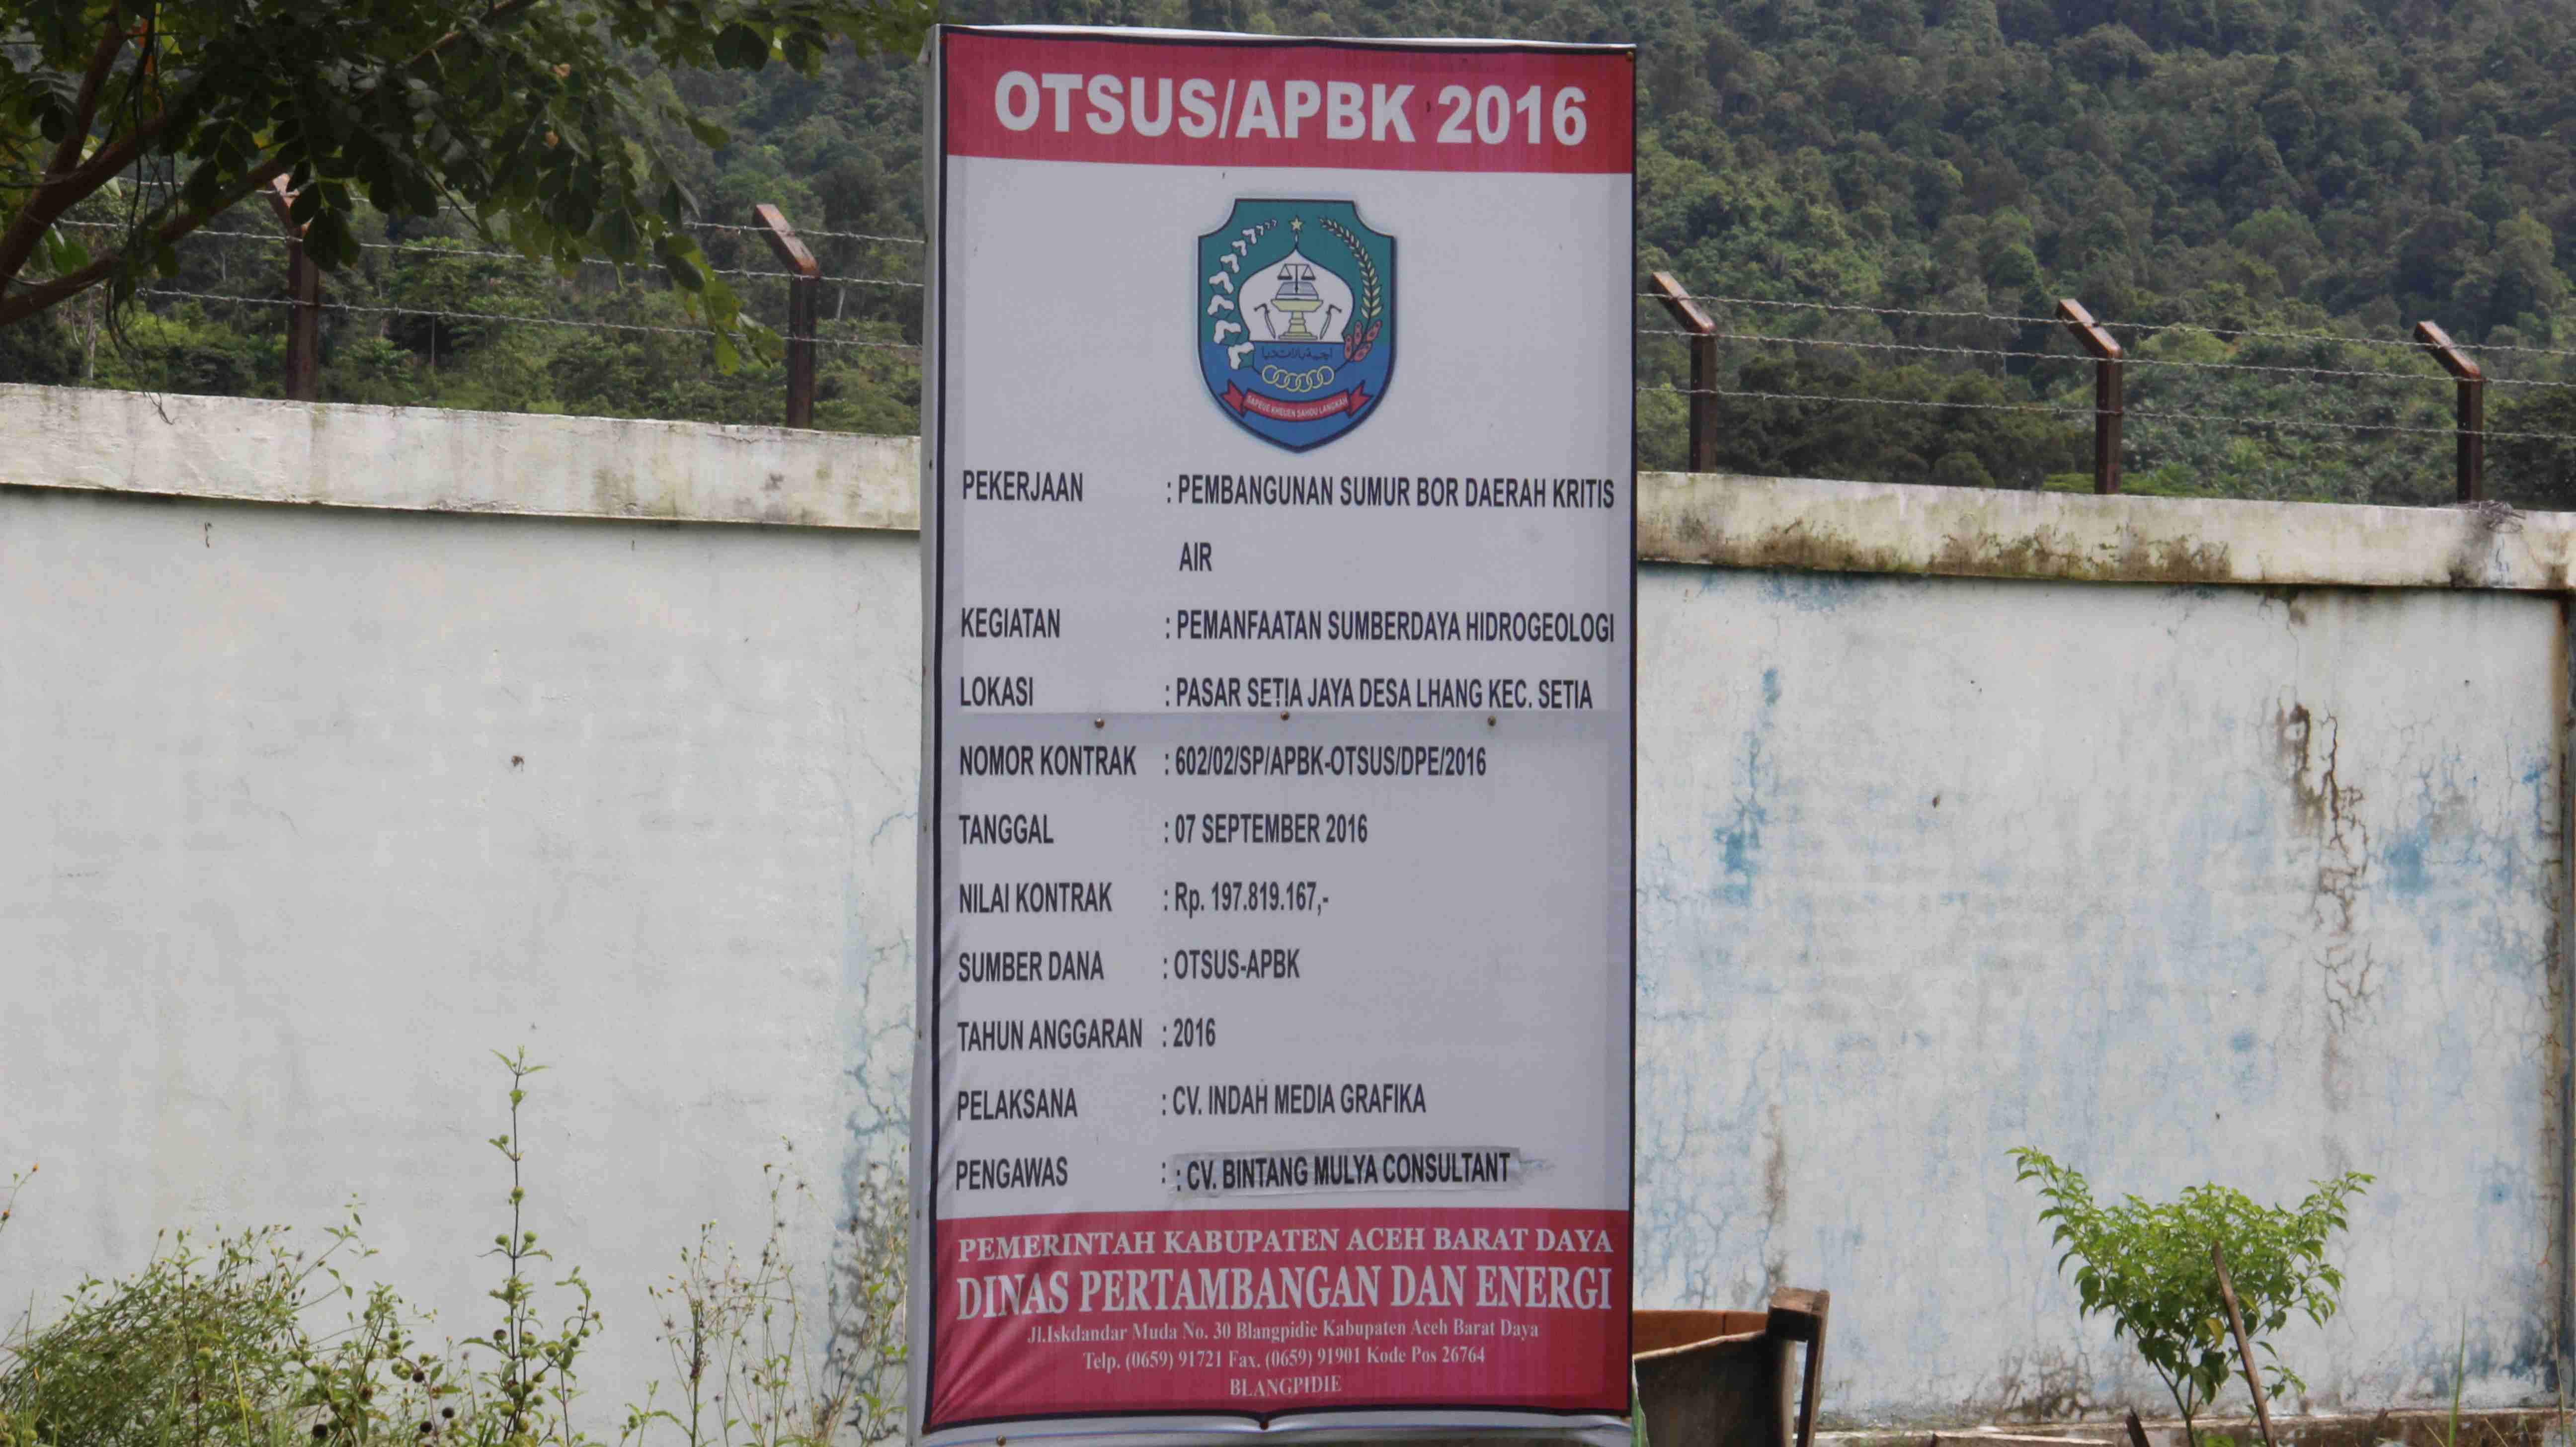 OTSUS/APBK 2016
SAPEUE KHEUEN SAHOU LANGKAH
PEKERJAAN : PEMBANGUNAN SUMUR BOR DAERAH KRITIS
AIR
KEGIATAN : PEMANFAATAN SUMBERDAYA HIDROGEOLOGI
LOKASI : PASAR SETIA JAYA DESA LHANG KEC. SETIA
NOMOR KONTRAK : 602/02/SP/APBK-OTSUS/DPE/2016
TANGGAL : 07 SEPTEMBER 2016
NILAI KONTRAK : Rp. 197.819.167,-
SUMBER DANA : OTSUS-APBK
TAHUN ANGGARAN : 2016
PELAKSANA : CV. INDAH MEDIA GRAFIKA
PENGAWAS : : CV. BINTANG MULYA CONSULTANT
PEMERINTAH KABUPATEN ACEH BARAT DAYA
DINAS PERTAMBANGAN DAN ENERGI
Jl.Iskdandar Muda No. 30 Blangpidie Kabupaten Aceh Barat Daya
Telp. (0659) 91721 Fax. (0659) 91901 Kode Pos 26764
BLANGPIDIE